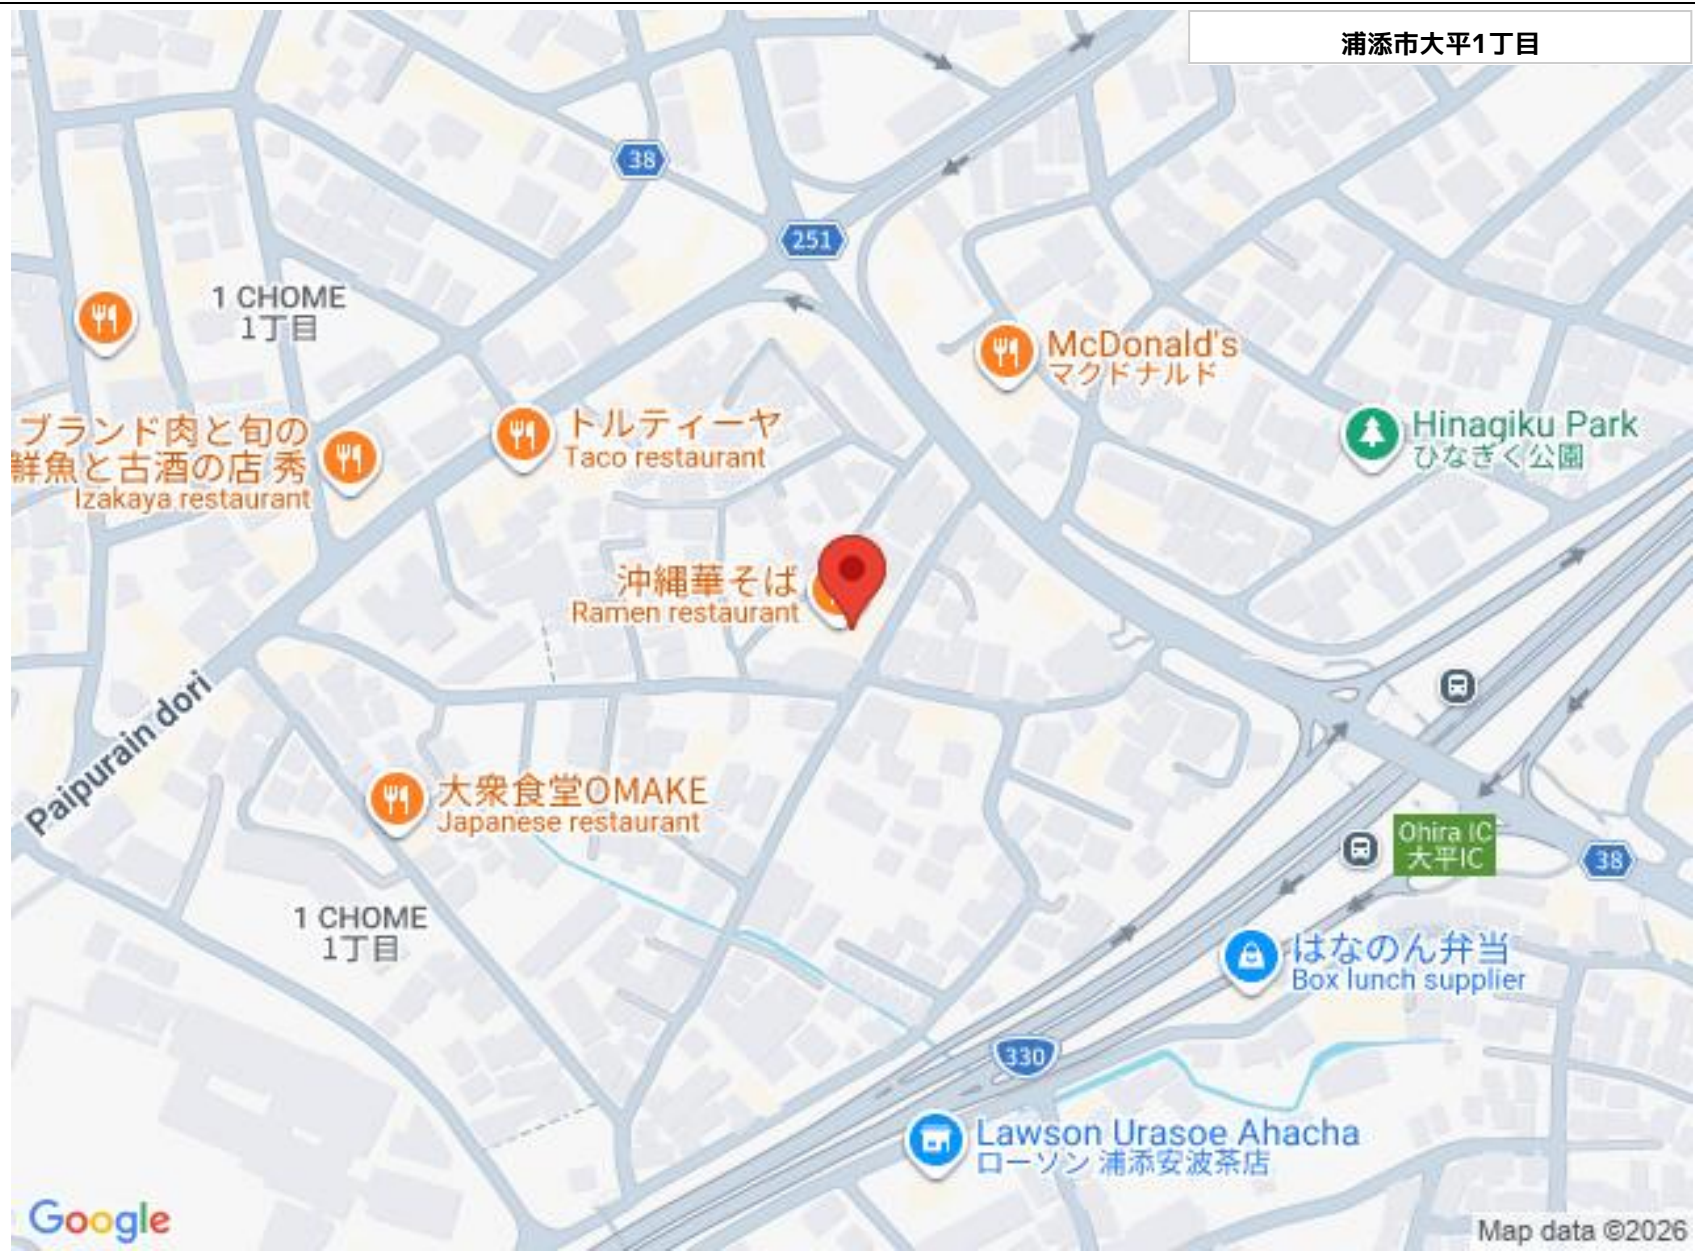 浦添市大平1丁目
38
251
1 CHOME
1丁目
McDonald's
マクドナルド
Hinagiku Park
ひなぎく公園
ブランド肉と旬の
鮮魚と古酒の店 秀
Izakaya restaurant
トルティーヤ
Taco restaurant
沖縄華そば
Ramen restaurant
Paipurain dori
大衆食堂OMAKE
Japanese restaurant
Ohira IC
大平IC
38
1 CHOME
1丁目
はなのん弁当
Box lunch supplier
330
Lawson Urasoe Ahacha
ローソン 浦添安波茶店
Google
Map data ©2026